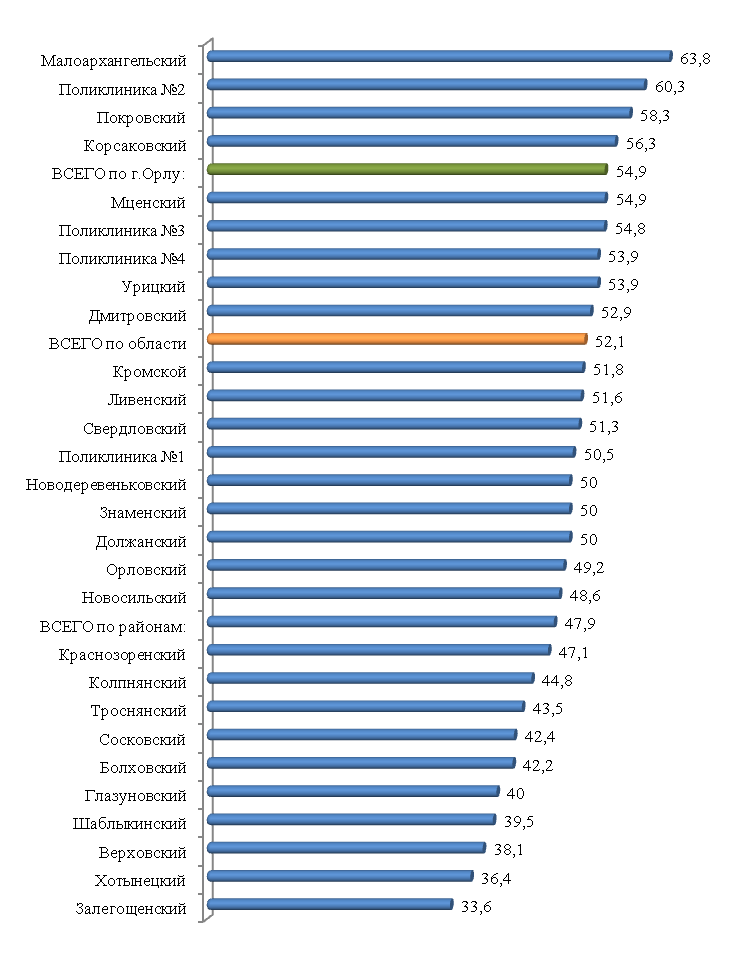 Малоархангельский 63,8
Поликлиника №2 60,3
Покровский 58,3
Корсаковский 56,3
ВСЕГО по г.Орлу: 54,9
Мценский 54,9
Поликлиника №3 54,8
Поликлиника №4 53,9
Урицкий 53,9
Дмитровский 52,9
ВСЕГО по области 52,1
Кромской 51,8
Ливенский 51,6
Свердловский 51,3
Поликлиника №1 50,5
Новодеревеньковский 50
Знаменский 50
Должанский 50
Орловский 49,2
Новосильский 48,6
ВСЕГО по районам: 47,9
Краснозоренский 47,1
Колпнянский 44,8
Троснянский 43,5
Сосковский 42,4
Болховский 42,2
Глазуновский 40
Шаблыкинский 39,5
Верховский 38,1
Хотынецкий 36,4
Залегощенский 33,6